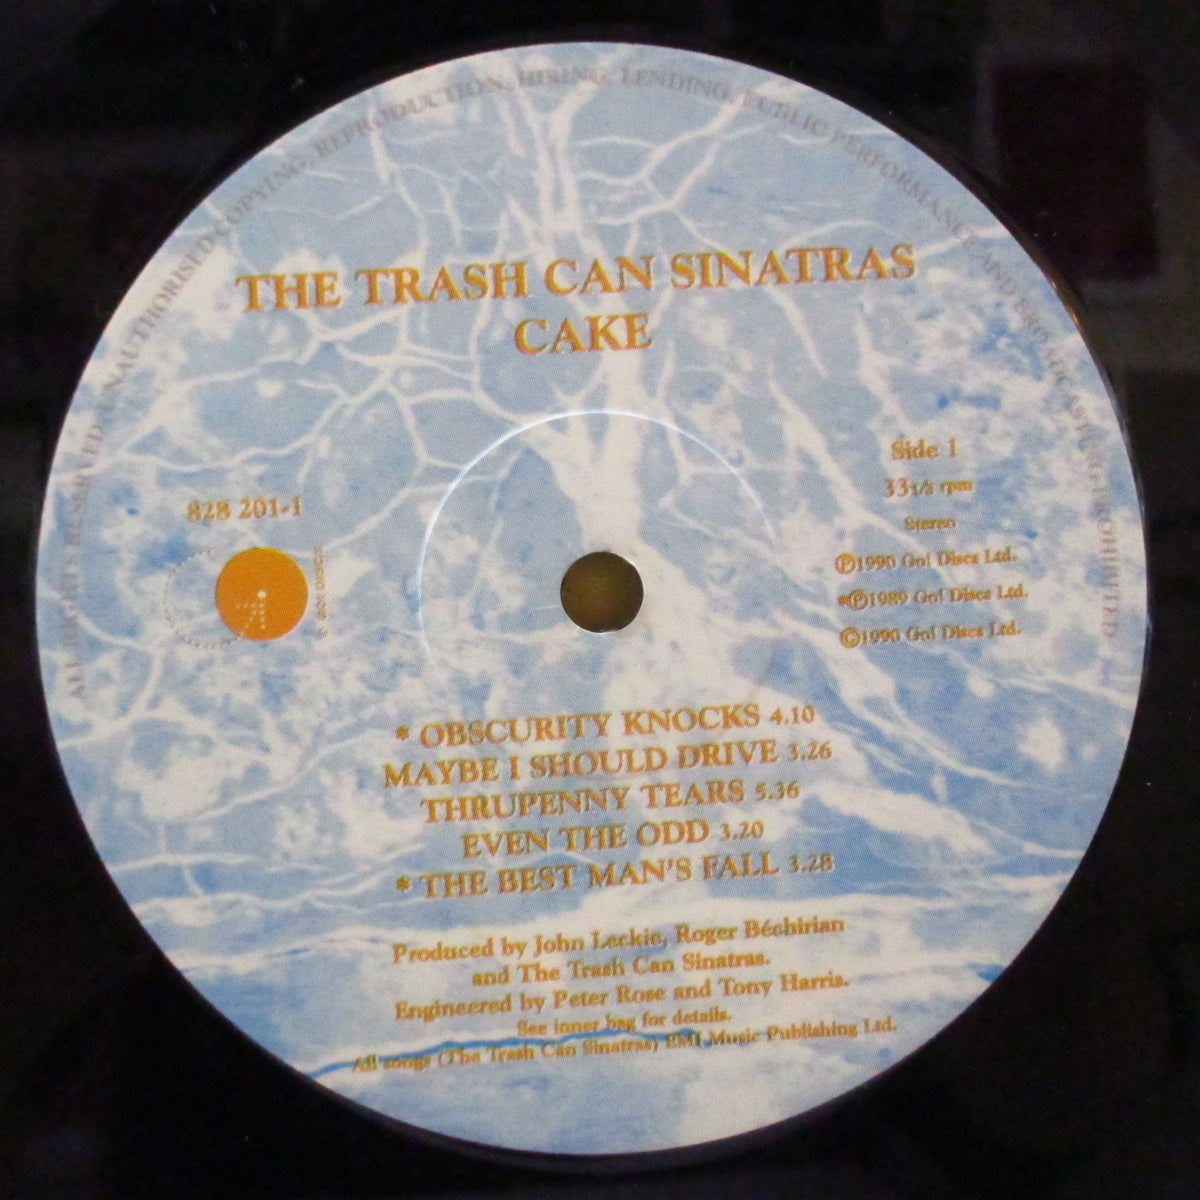 ALL RIGHTS RESERVED. UNAUTHORISED COPYING, REPRODUCTION, HIRING, LENDING, PUBLIC PERFORMANCE AND BROADCASTING PROHIBITED
THE TRASH CAN SINATRAS
CAKE
Side 1
33 1/3 rpm
Stereo
828 201-1
℗1990 Go! Discs Ltd.
*℗1989 Go! Discs Ltd.
©1990 Go! Discs Ltd.
* OBSCURITY KNOCKS 4.10
MAYBE I SHOULD DRIVE 3.26
THRUPENNY TEARS 5.36
EVEN THE ODD 3.20
* THE BEST MAN'S FALL 3.28
Produced by John Leckie, Roger Béchirian
and The Trash Can Sinatras.
Engineered by Peter Rose and Tony Harris.
See inner bag for details.
All songs (The Trash Can Sinatras) EMI Music Publishing Ltd.